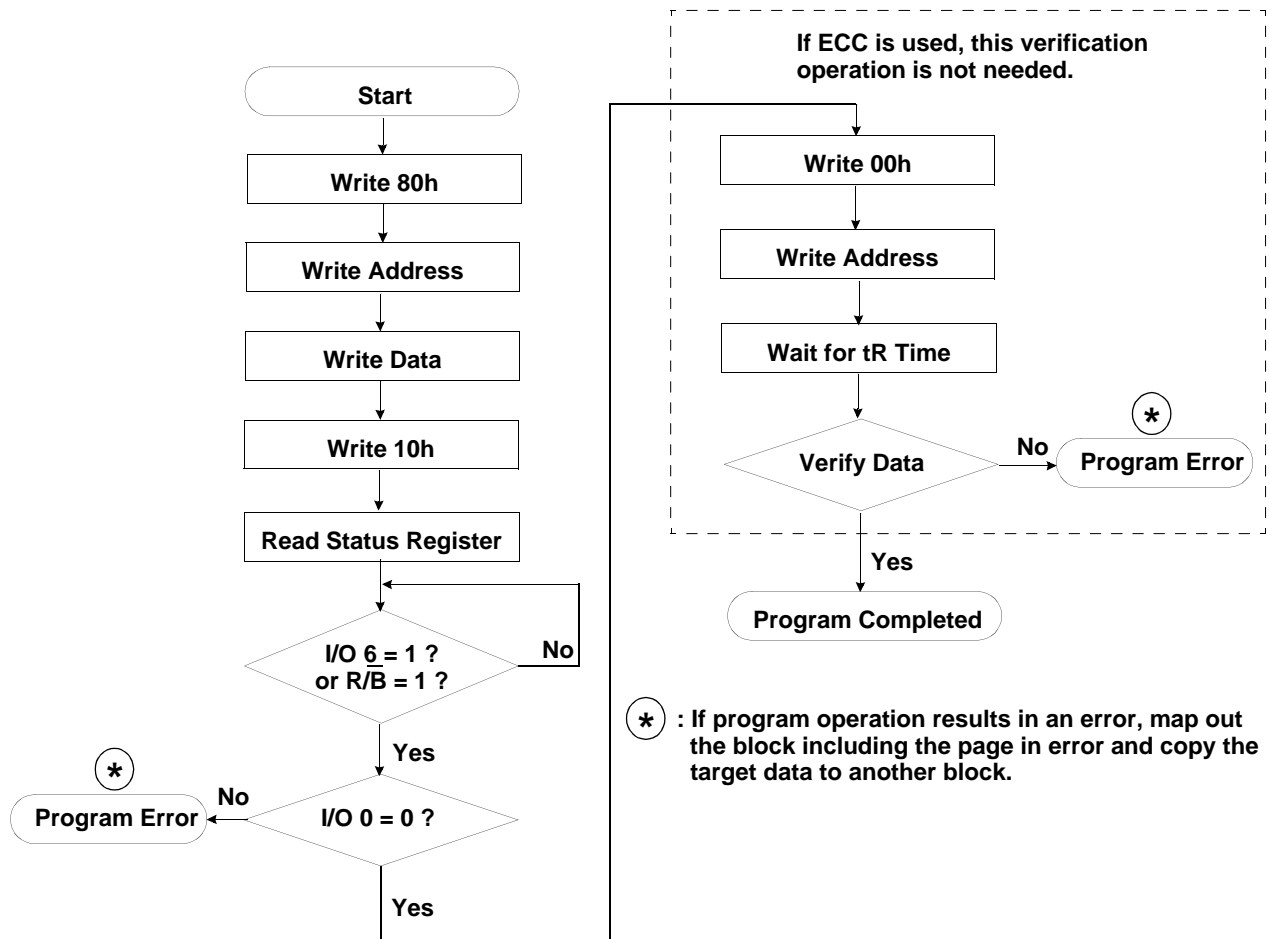 Start
Write 80h
Write Address
Write Data
Write 10h
Read Status Register
I/O 6 = 1 ?
or R/B = 1 ?
No
Yes
*
No
Program Error
I/O 0 = 0 ?
Yes
If ECC is used, this verification
operation is not needed.
Write 00h
Write Address
Wait for tR Time
*
Verify Data
No
Program Error
Yes
Program Completed
* : If program operation results in an error, map out
the block including the page in error and copy the
target data to another block.